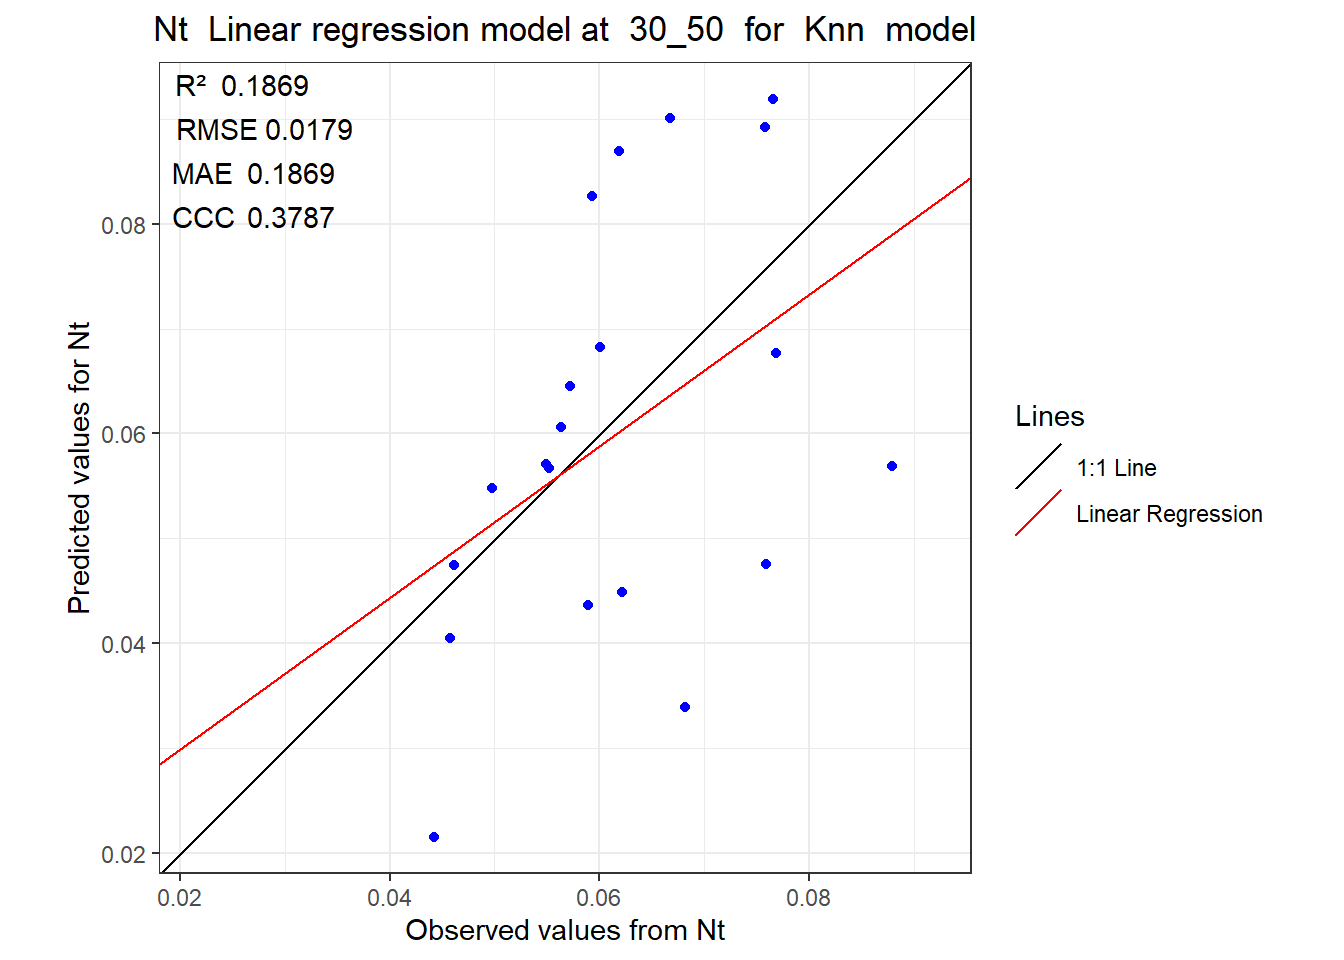 Nt Linear regression model at 30_50 for Knn model
R² 0.1869
RMSE 0.0179
MAE 0.1869
CCC 0.3787
0.08
0.06
0.04
0.02
Predicted values for Nt
0.02 0.04 0.06 0.08
Observed values from Nt
Lines
1:1 Line
Linear Regression